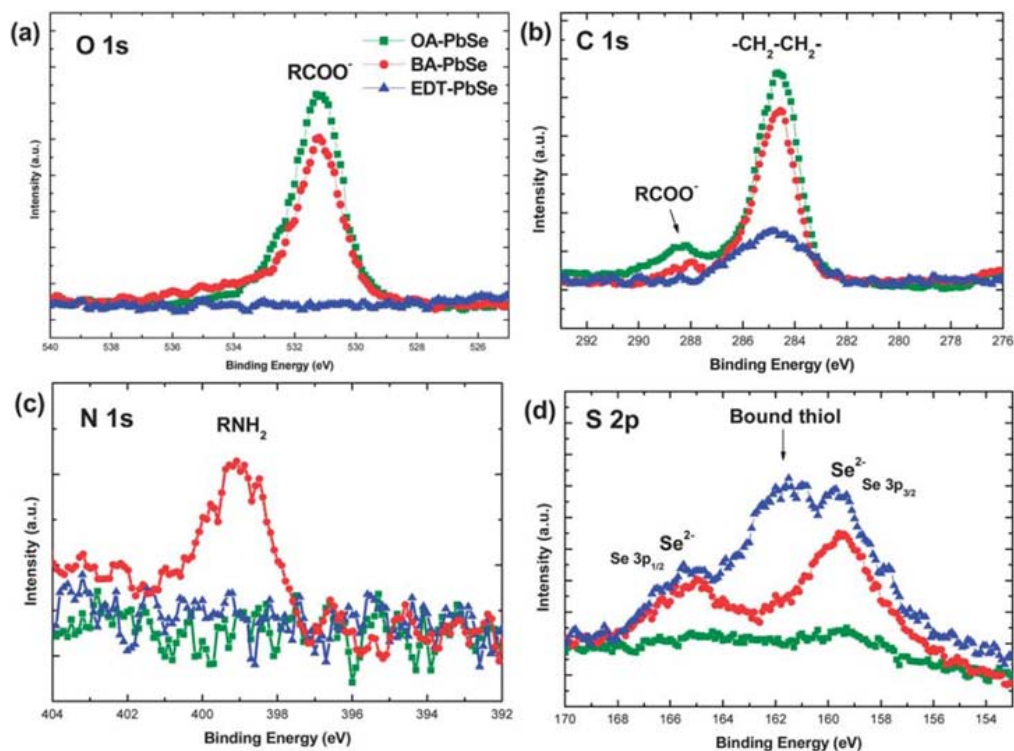 (a) O 1s
RCOO⁻
OA-PbSe
BA-PbSe
EDT-PbSe
Intensity (a.u.)
540 538 536 534 532 530 528 526
Binding Energy (eV)
(b) C 1s
-CH₂-CH₂-
RCOO⁻
Intensity (a.u.)
292 290 288 286 284 282 280 278 276
Binding Energy (eV)
(c) N 1s
RNH₂
Intensity (a.u.)
404 402 400 398 396 394 392
Binding Energy (eV)
(d) S 2p
Bound thiol
Se²⁻
Se 3p₃/₂
Se²⁻
Se 3p₁/₂
Intensity (a.u.)
170 168 166 164 162 160 158 156 154
Binding Energy (eV)